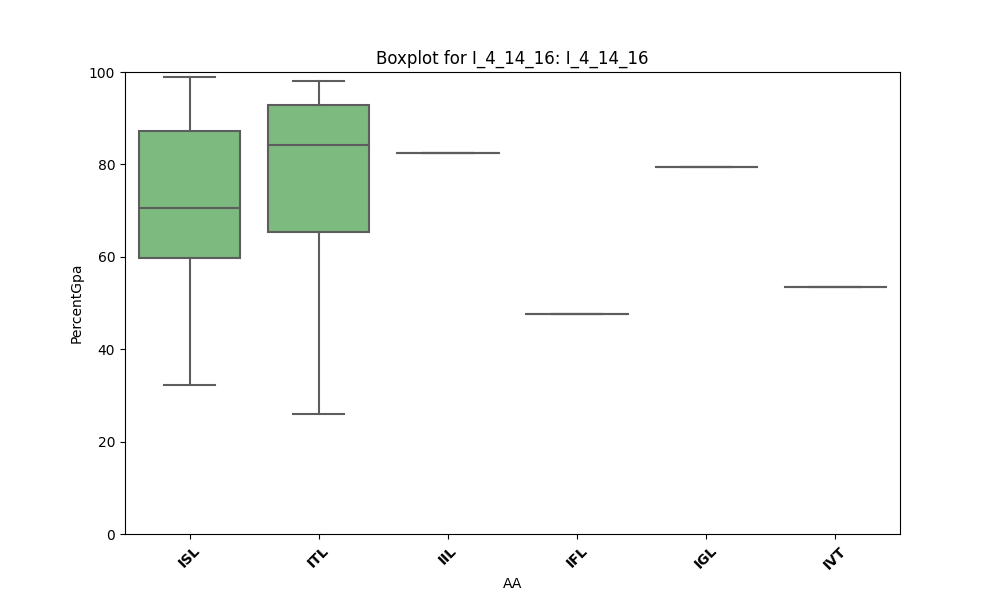 Boxplot for I_4_14_16: I_4_14_16
100
80
60
40
20
0
PercentGpa
ISL
ITL
IIL
IFL
IGL
IVT
AA